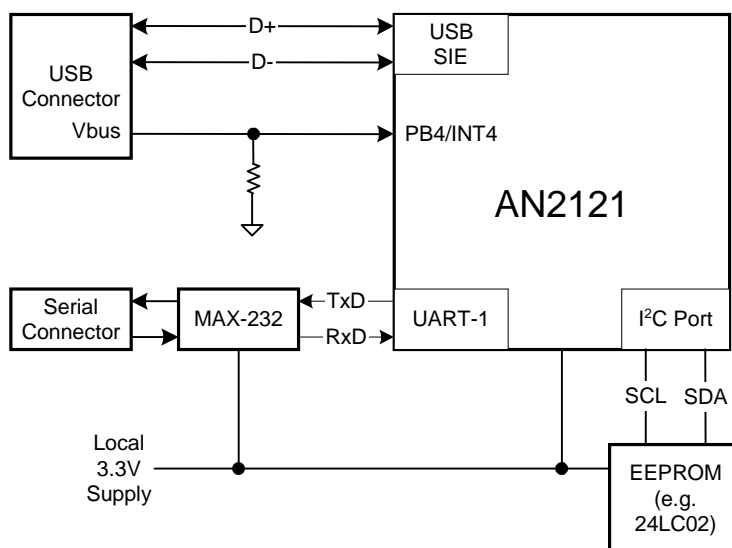 D+
USB
SIE
D-
USB
Connector
Vbus
PB4/INT4
AN2121
Serial
Connector
MAX-232
TxD
RxD
UART-1
I²C Port
SCL SDA
Local
3.3V
Supply
EEPROM
(e.g.
24LC02)